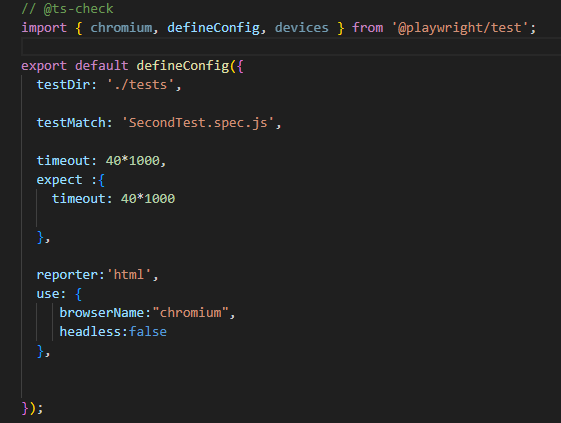 // @ts-check
import { chromium, defineConfig, devices } from '@playwright/test';
export default defineConfig({
testDir: './tests',
testMatch: 'SecondTest.spec.js',
timeout: 40*1000,
expect :{
timeout: 40*1000
},
reporter:'html',
use: {
browserName:"chromium",
headless:false
},
});